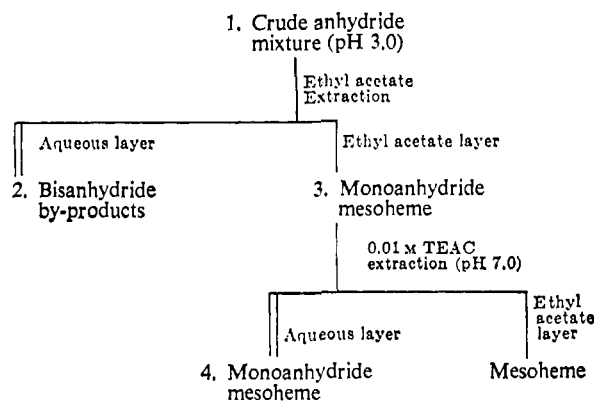 1. Crude anhydride
mixture (pH 3.0)
Ethyl acetate
Extraction
Aqueous layer
Ethyl acetate layer
2. Bisanhydride
by-products
3. Monoanhydride
mesoheme
0.01 M TEAC
extraction (pH 7.0)
Aqueous layer
Ethyl
acetate
layer
4. Monoanhydride
mesoheme
Mesoheme